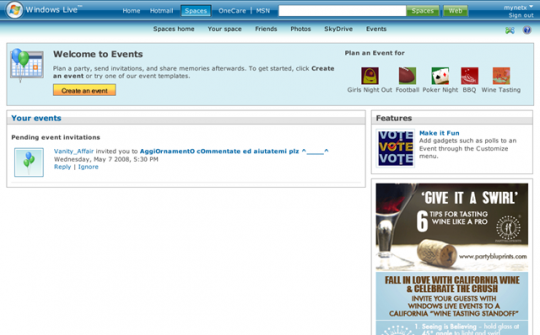 Windows Live™
Home Hotmail Spaces OneCare | MSN
Spaces Web
mynetx
Sign out
Spaces home Your space Friends Photos SkyDrive Events
Welcome to Events
Plan a party, send invitations, and share memories afterwards. To get started, click Create
an event or try one of our event templates.
Create an event
Plan an Event for
Girls Night Out Football Poker Night BBQ Wine Tasting
Your events
Pending event invitations
Vanity_Affair invited you to AggiOrnamentO cOmmentate ed aiutatemi plz ^____^
Wednesday, May 7 2008, 5:30 PM
Reply | Ignore
Features
VOTE
VOTE
VOTE
Make it Fun
Add gadgets such as polls to an
Event through the Customize
menu.
'GIVE IT A SWIRL'
6 TIPS FOR TASTING
WINE LIKE A PRO
www.partybluprints.com
FALL IN LOVE WITH CALIFORNIA WINE
& CELEBRATE THE CRUSH
INVITE YOUR GUESTS WITH
WINDOWS LIVE EVENTS TO A
CALIFORNIA "WINE TASTING STANDOFF"
1. Seeing is Believing – hold glass at